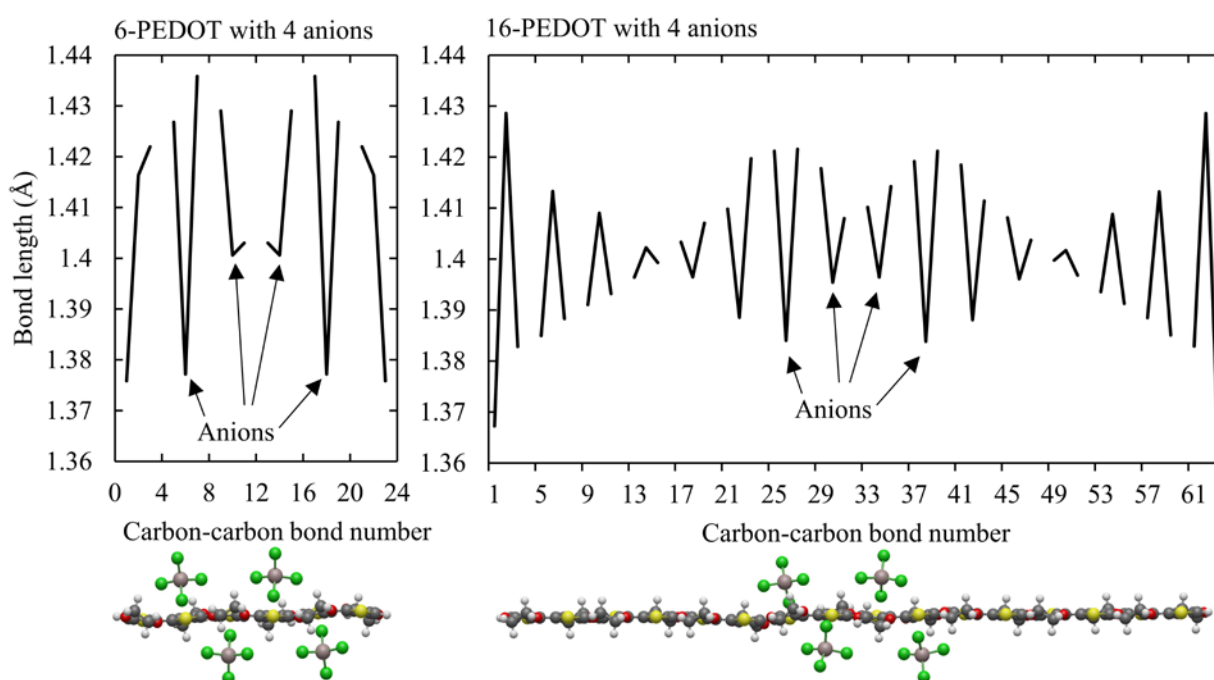 6-PEDOT with 4 anions
16-PEDOT with 4 anions
Bond length (Å)
1.44
1.43
1.42
1.41
1.4
1.39
1.38
1.37
1.36
1.44
1.43
1.42
1.41
1.4
1.39
1.38
1.37
1.36
Anions
Anions
0 4 8 12 16 20 24
1 5 9 13 17 21 25 29 33 37 41 45 49 53 57 61
Carbon-carbon bond number
Carbon-carbon bond number